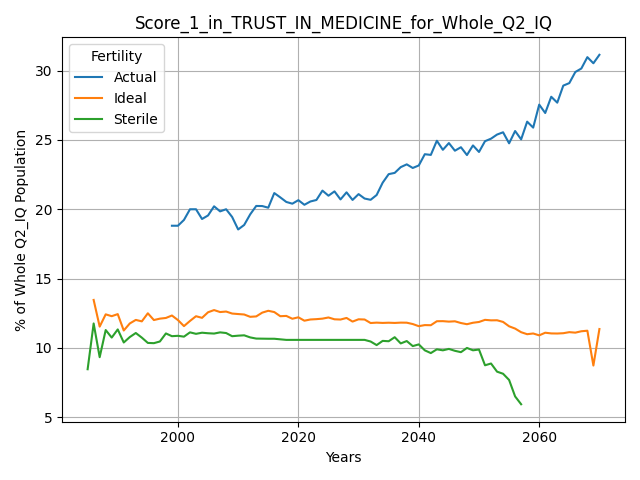 Score_1_in_TRUST_IN_MEDICINE_for_Whole_Q2_IQ
Fertility
Actual
Ideal
Sterile
% of Whole Q2_IQ Population
30
25
20
15
10
5
2000
2020
2040
2060
Years